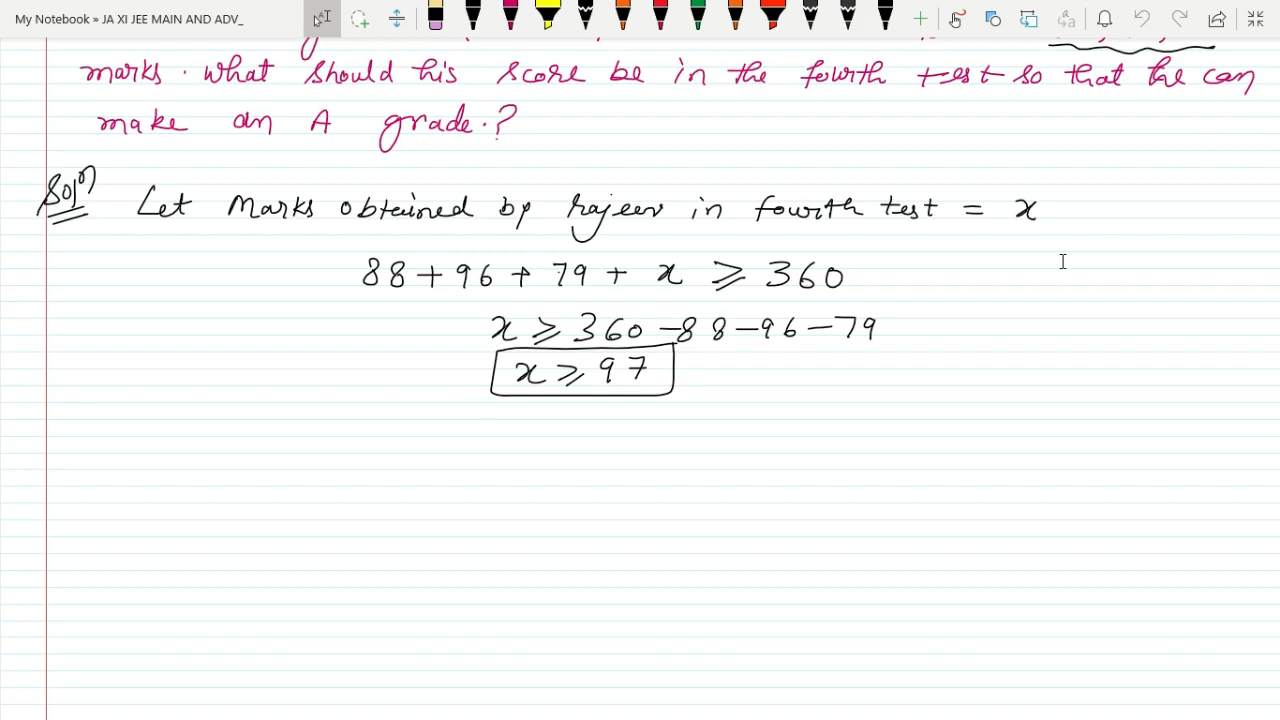 My Notebook » JA XI JEE MAIN AND ADV_
marks. What should his score be in the fourth test so that he can
make an A grade.?
Solⁿ Let Marks obtained by rajeev in fourth test = x
88 + 96 + 79 + x ⩾ 360
x ⩾ 360 - 88 - 96 - 79
x ⩾ 97